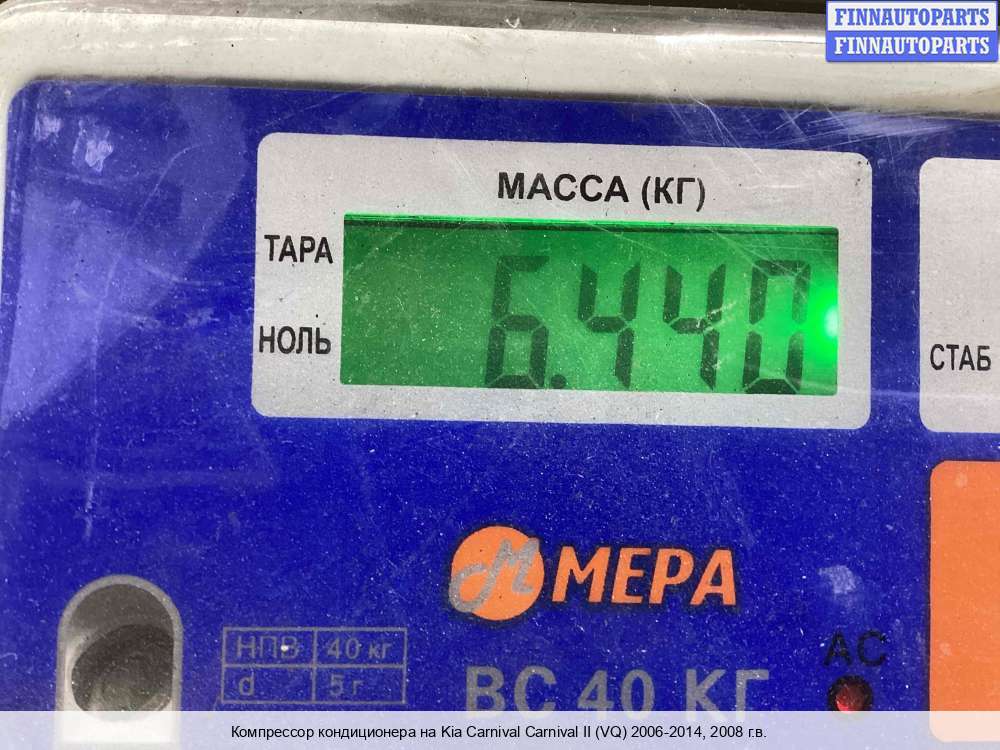 FINNAUTOPARTS
FINNAUTOPARTS
МАССА (КГ)
ТАРА
6.440
НОЛЬ
СТАБ
М МЕРА
НПВ 40 кг
d 5 г
ВС 40 КГ
AC
Компрессор кондиционера на Kia Carnival Carnival II (VQ) 2006-2014, 2008 г.в.